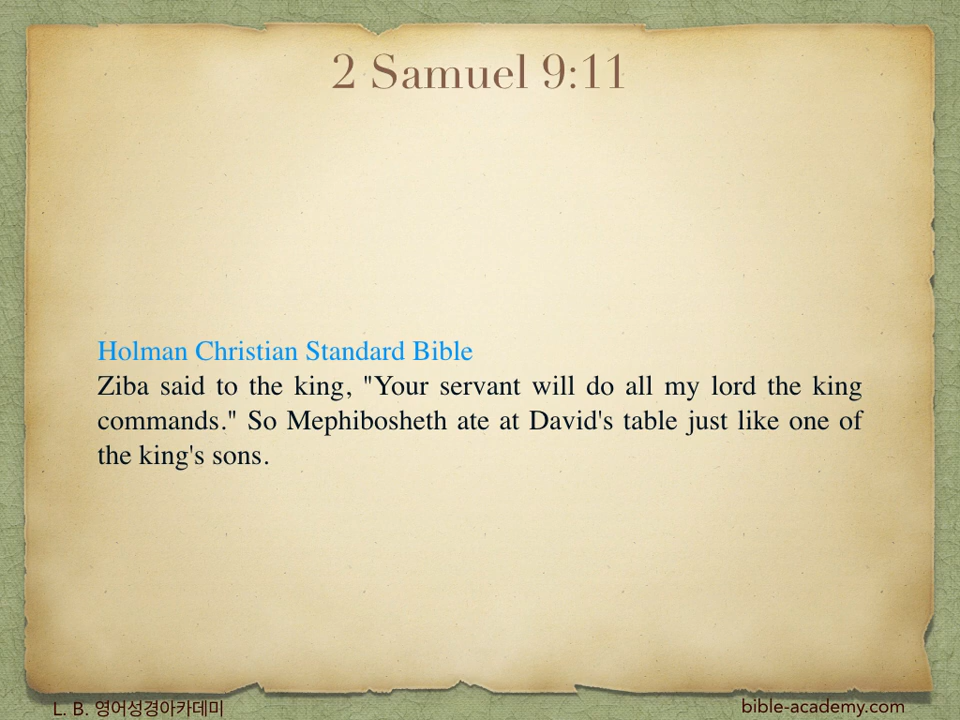 2 Samuel 9:11
Holman Christian Standard Bible
Ziba said to the king, "Your servant will do all my lord the king
commands." So Mephibosheth ate at David's table just like one of
the king's sons.
L. B. 영어성경아카데미
bible-academy.com